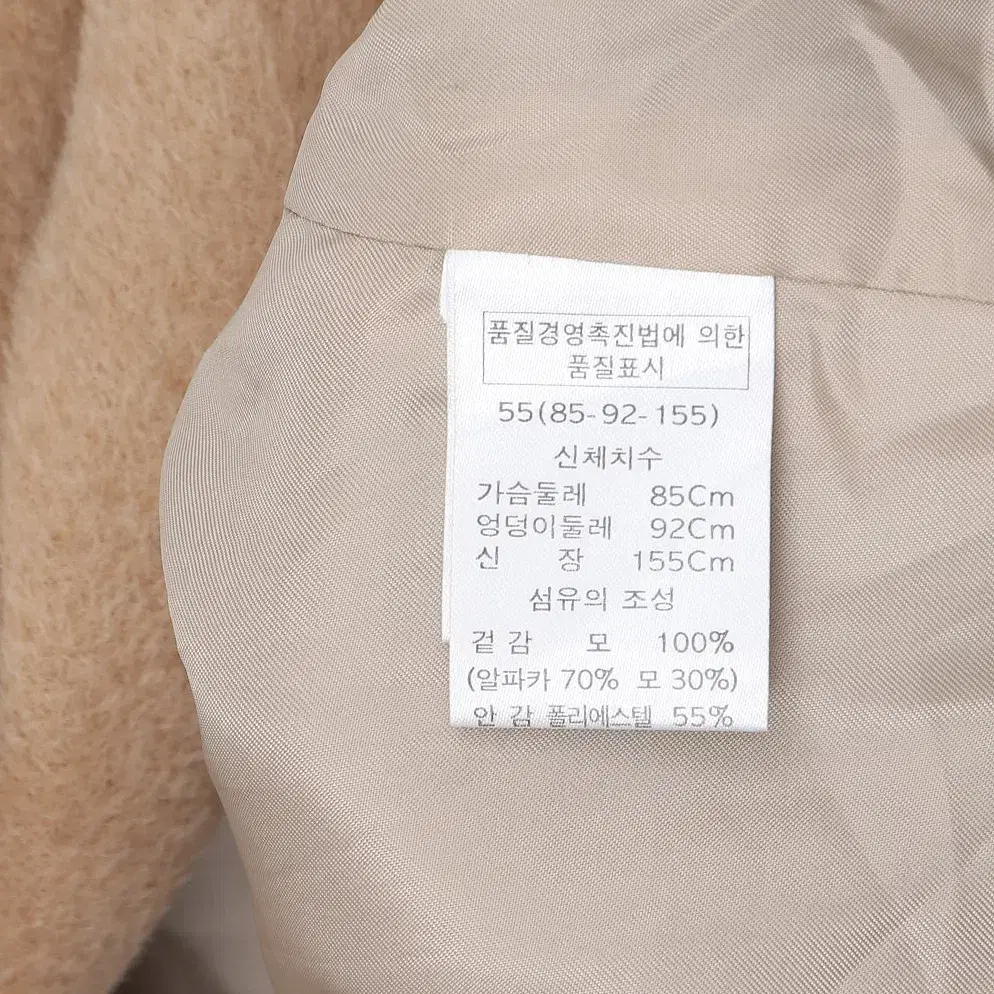 품질경영촉진법에 의한
품질표시
55(85-92-155)
신체치수
가슴둘레 85Cm
엉덩이둘레 92Cm
신 장 155Cm
섬유의 조성
겉 감 모 100%
(알파카 70% 모 30%)
안 감 폴리에스텔 55%